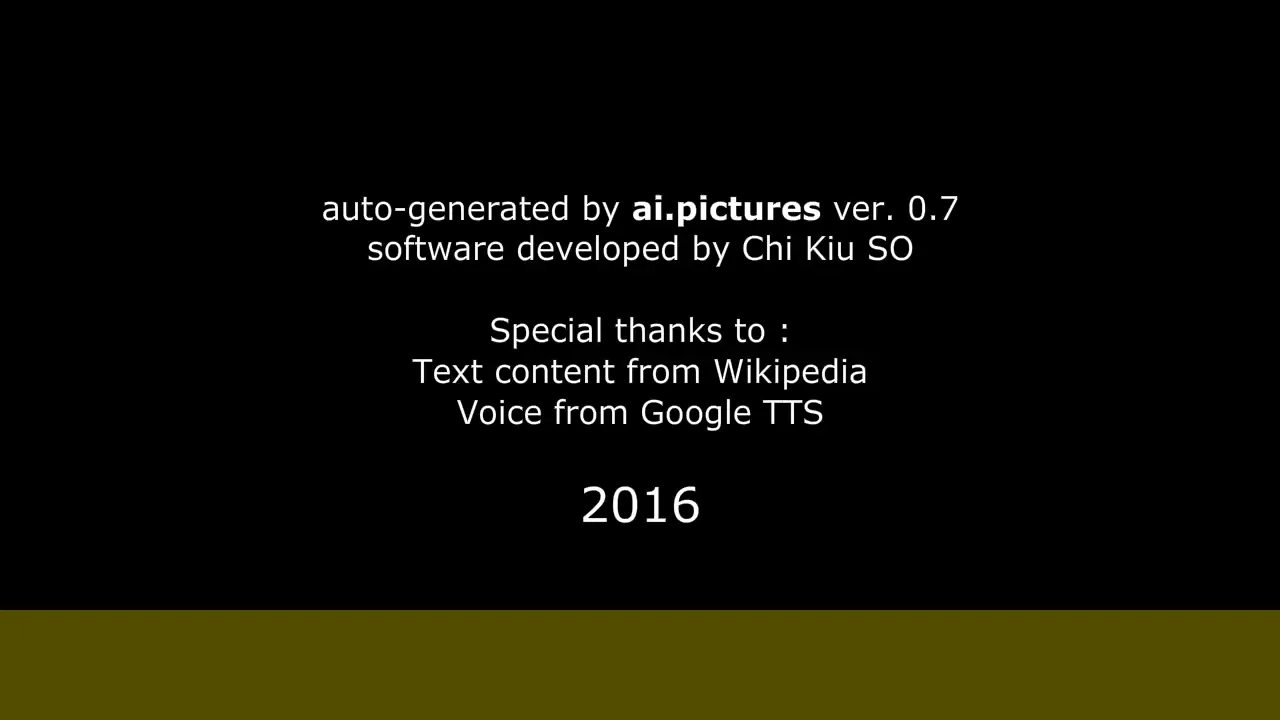 auto-generated by ai.pictures ver. 0.7
software developed by Chi Kiu SO
Special thanks to :
Text content from Wikipedia
Voice from Google TTS
2016